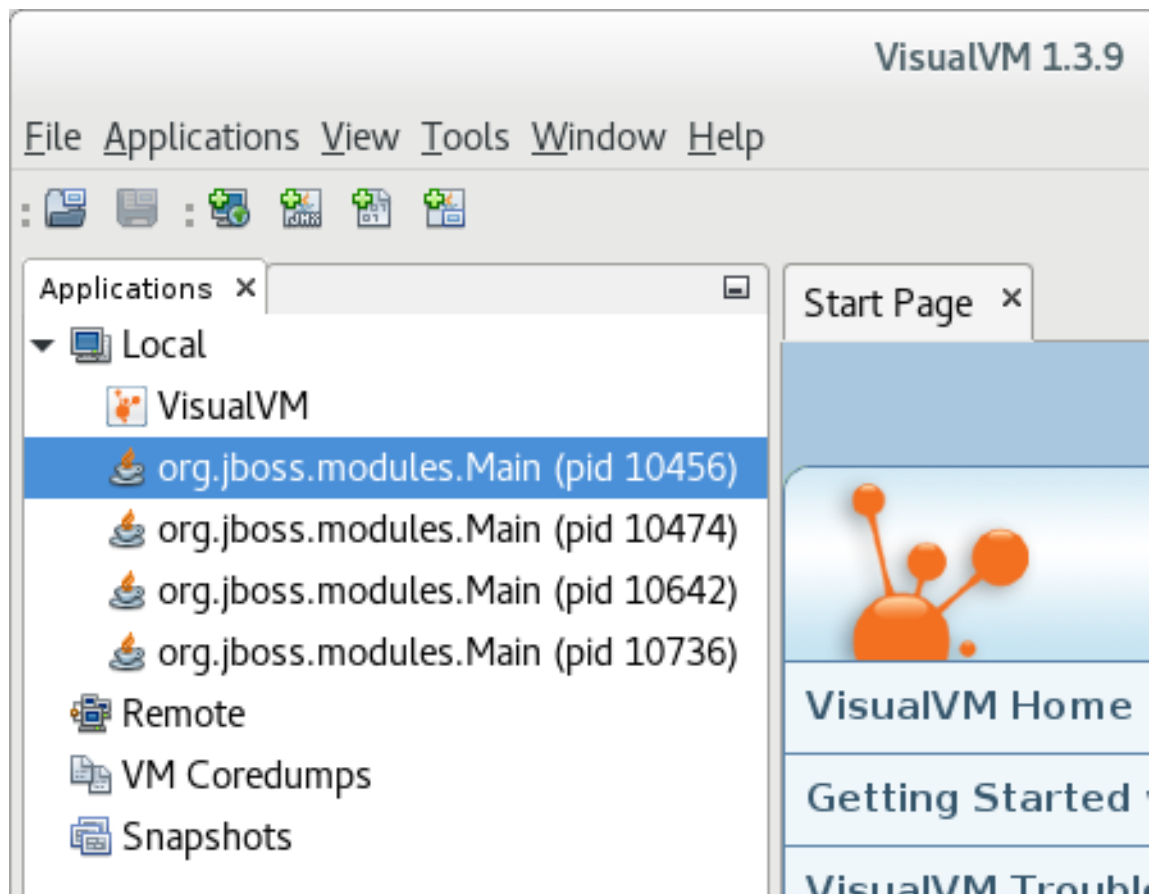 VisualVM 1.3.9
File Applications View Tools Window Help
JMX
Applications
Start Page
Local
VisualVM
org.jboss.modules.Main (pid 10456)
org.jboss.modules.Main (pid 10474)
org.jboss.modules.Main (pid 10642)
org.jboss.modules.Main (pid 10736)
Remote
VM Coredumps
Snapshots
VisualVM Home
Getting Started
VisualVM